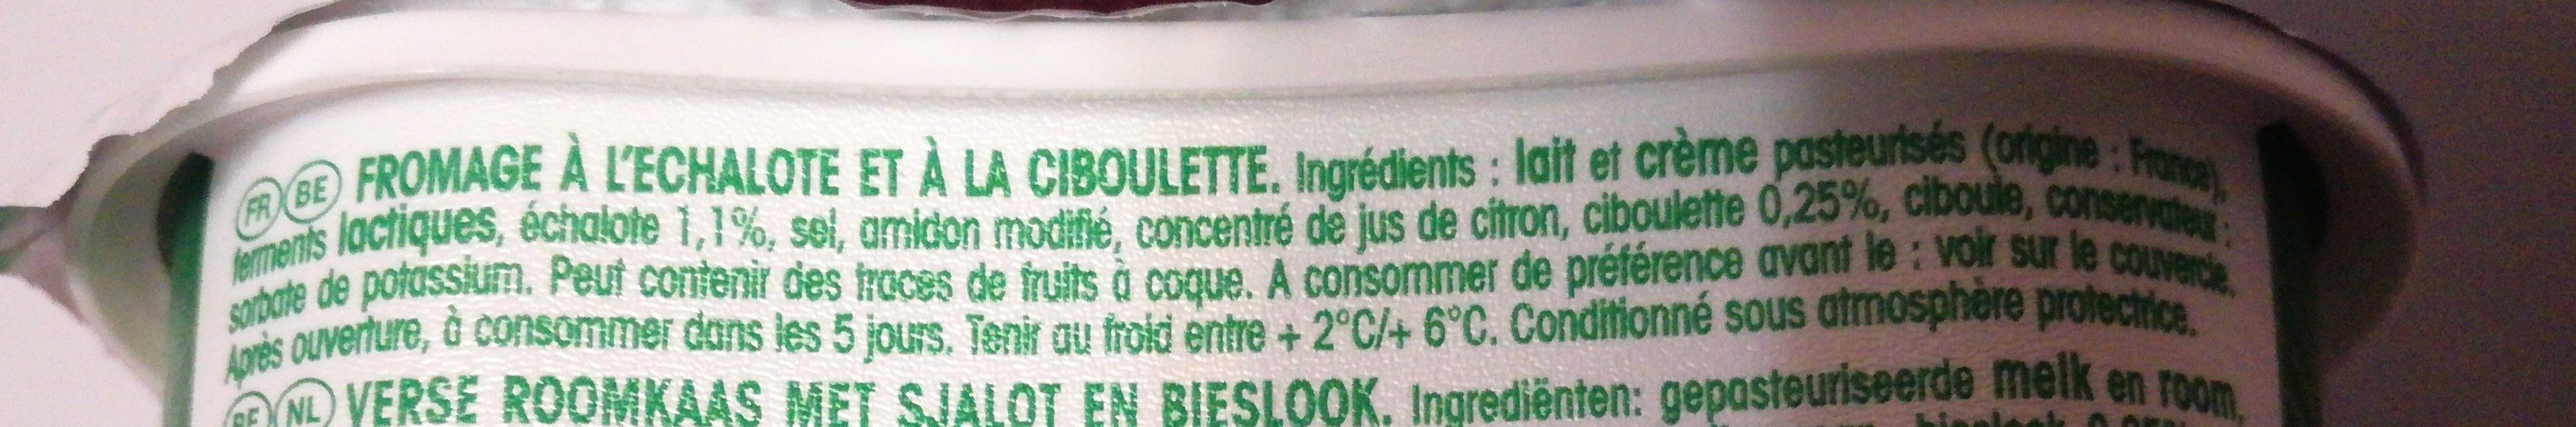 FR BE FROMAGE À L'ECHALOTE ET À LA CIBOULETTE. Ingrédients : lait et crème pasteurisés (origine : France),
ferments lactiques, échalote 1,1%, sel, amidon modifié, concentré de jus de citron, ciboulette 0,25%, ciboule, conservateur :
sorbate de potassium. Peut contenir des traces de fruits à coque. A consommer de préférence avant le : voir sur le couvercle.
Après ouverture, à consommer dans les 5 jours. Tenir au froid entre + 2°C/+ 6°C. Conditionné sous atmosphère protectrice.
BE NL VERSE ROOMKAAS MET SJALOT EN BIESLOOK. Ingrediënten: gepasteuriseerde melk en room,